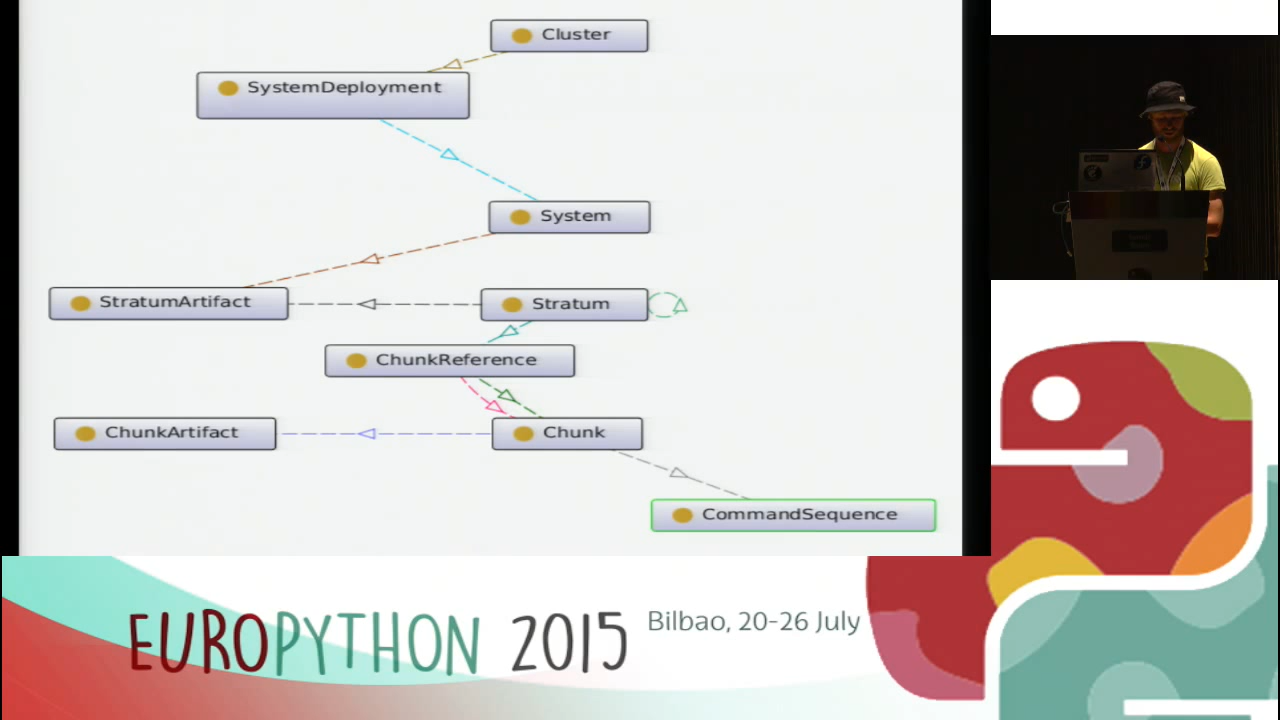 Cluster
SystemDeployment
System
StratumArtifact
Stratum
ChunkReference
ChunkArtifact
Chunk
CommandSequence
EUROPYTHON 2015
Bilbao, 20-26 July